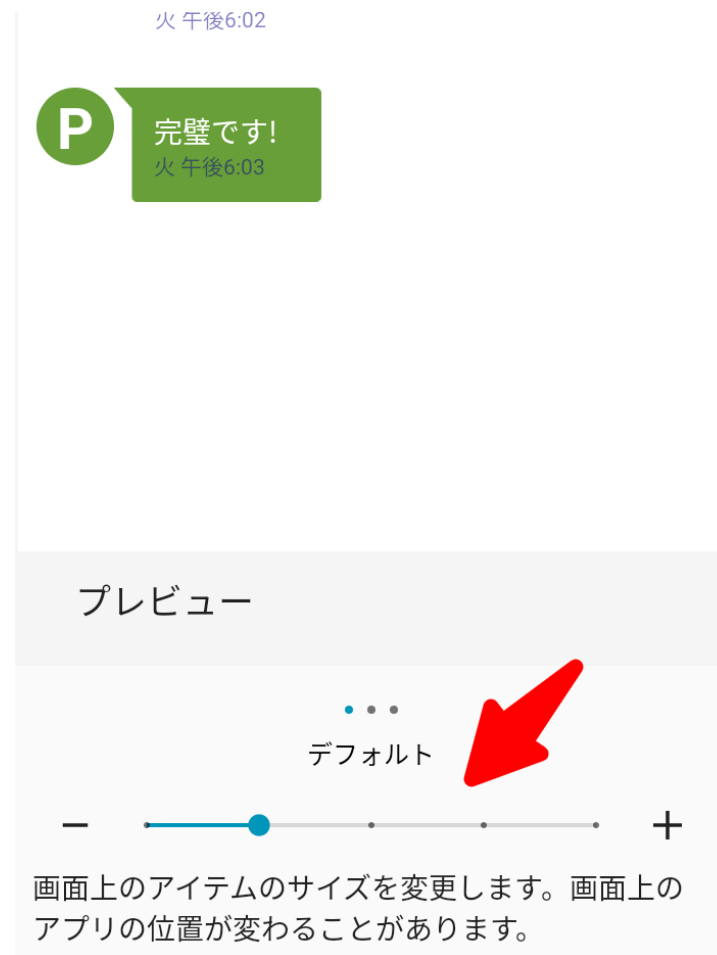 火 午後6:02
P
完璧です!
火 午後6:03
プレビュー
デフォルト
画面上のアイテムのサイズを変更します。画面上の
アプリの位置が変わることがあります。